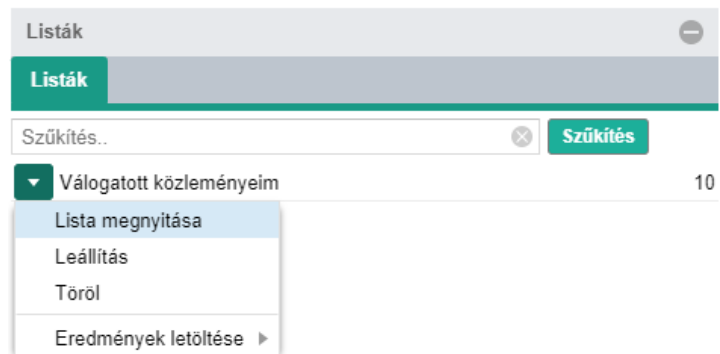 Listák
Listák
Szűkítés..
Szűkítés
Válogatott közleményeim 10
Lista megnyitása
Leállítás
Töröl
Eredmények letöltése